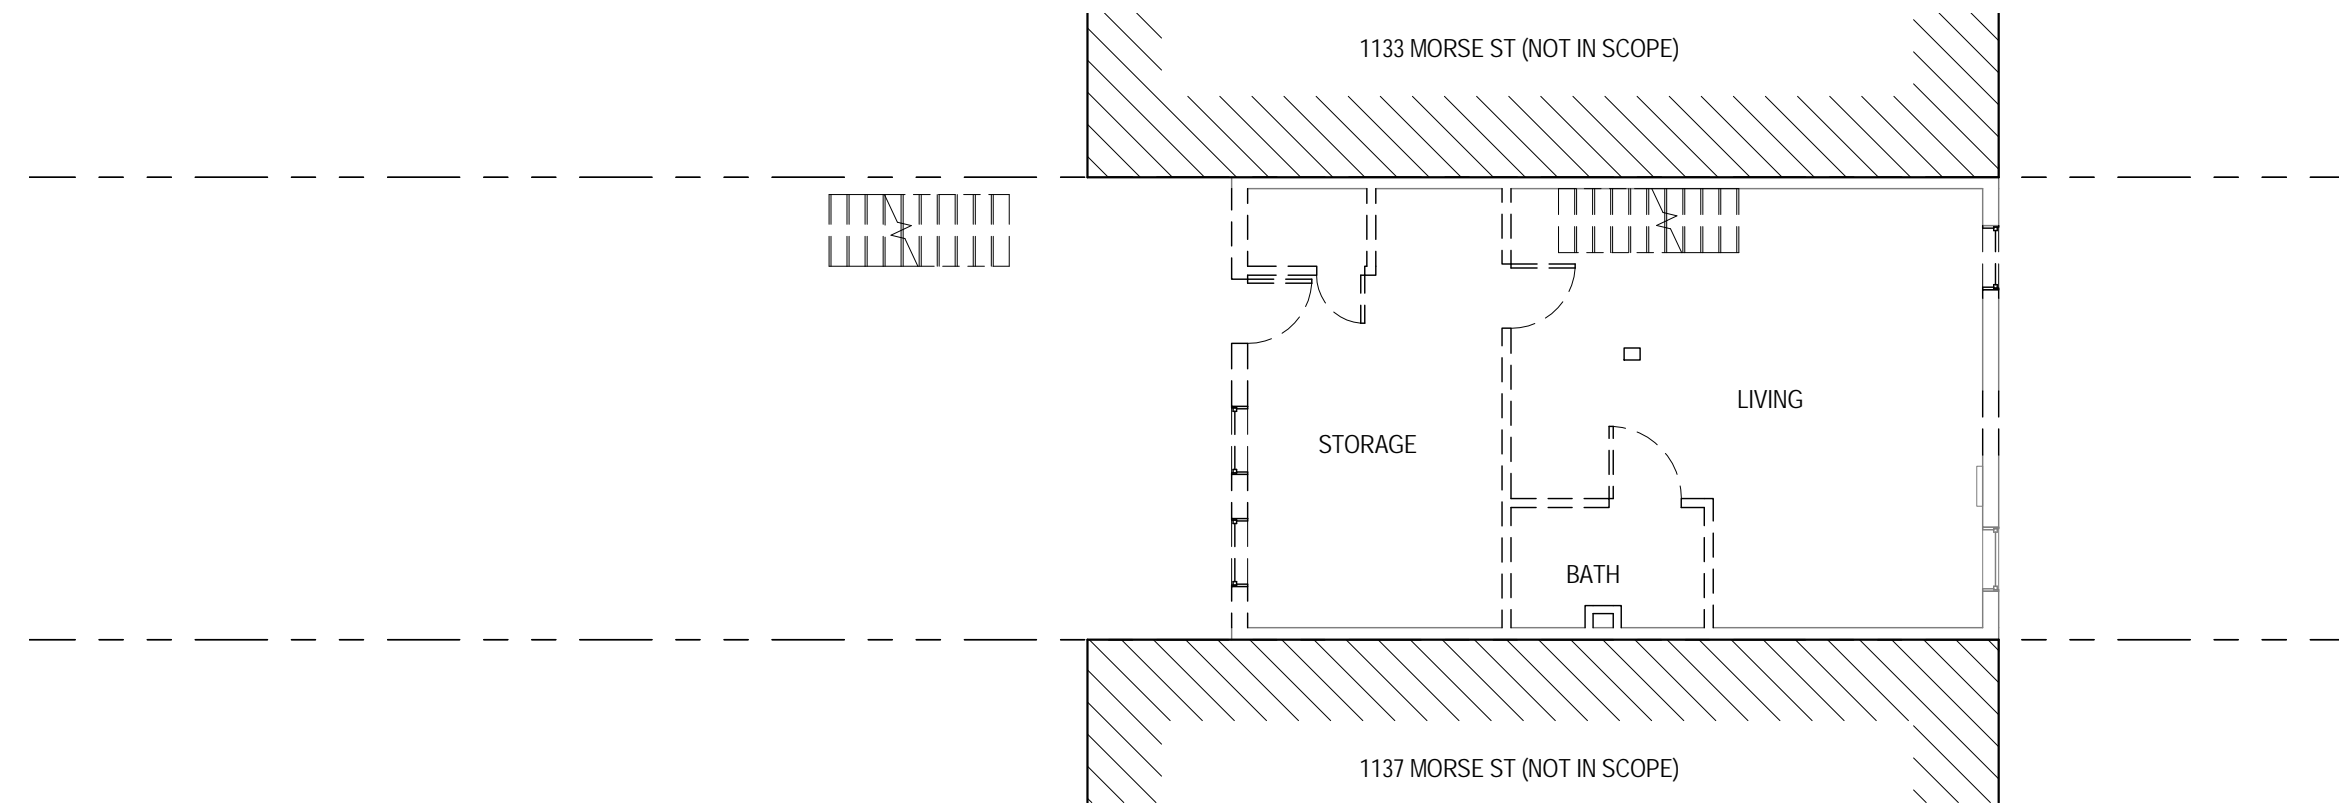 1133 MORSE ST (NOT IN SCOPE)
LIVING
STORAGE
BATH
1137 MORSE ST (NOT IN SCOPE)